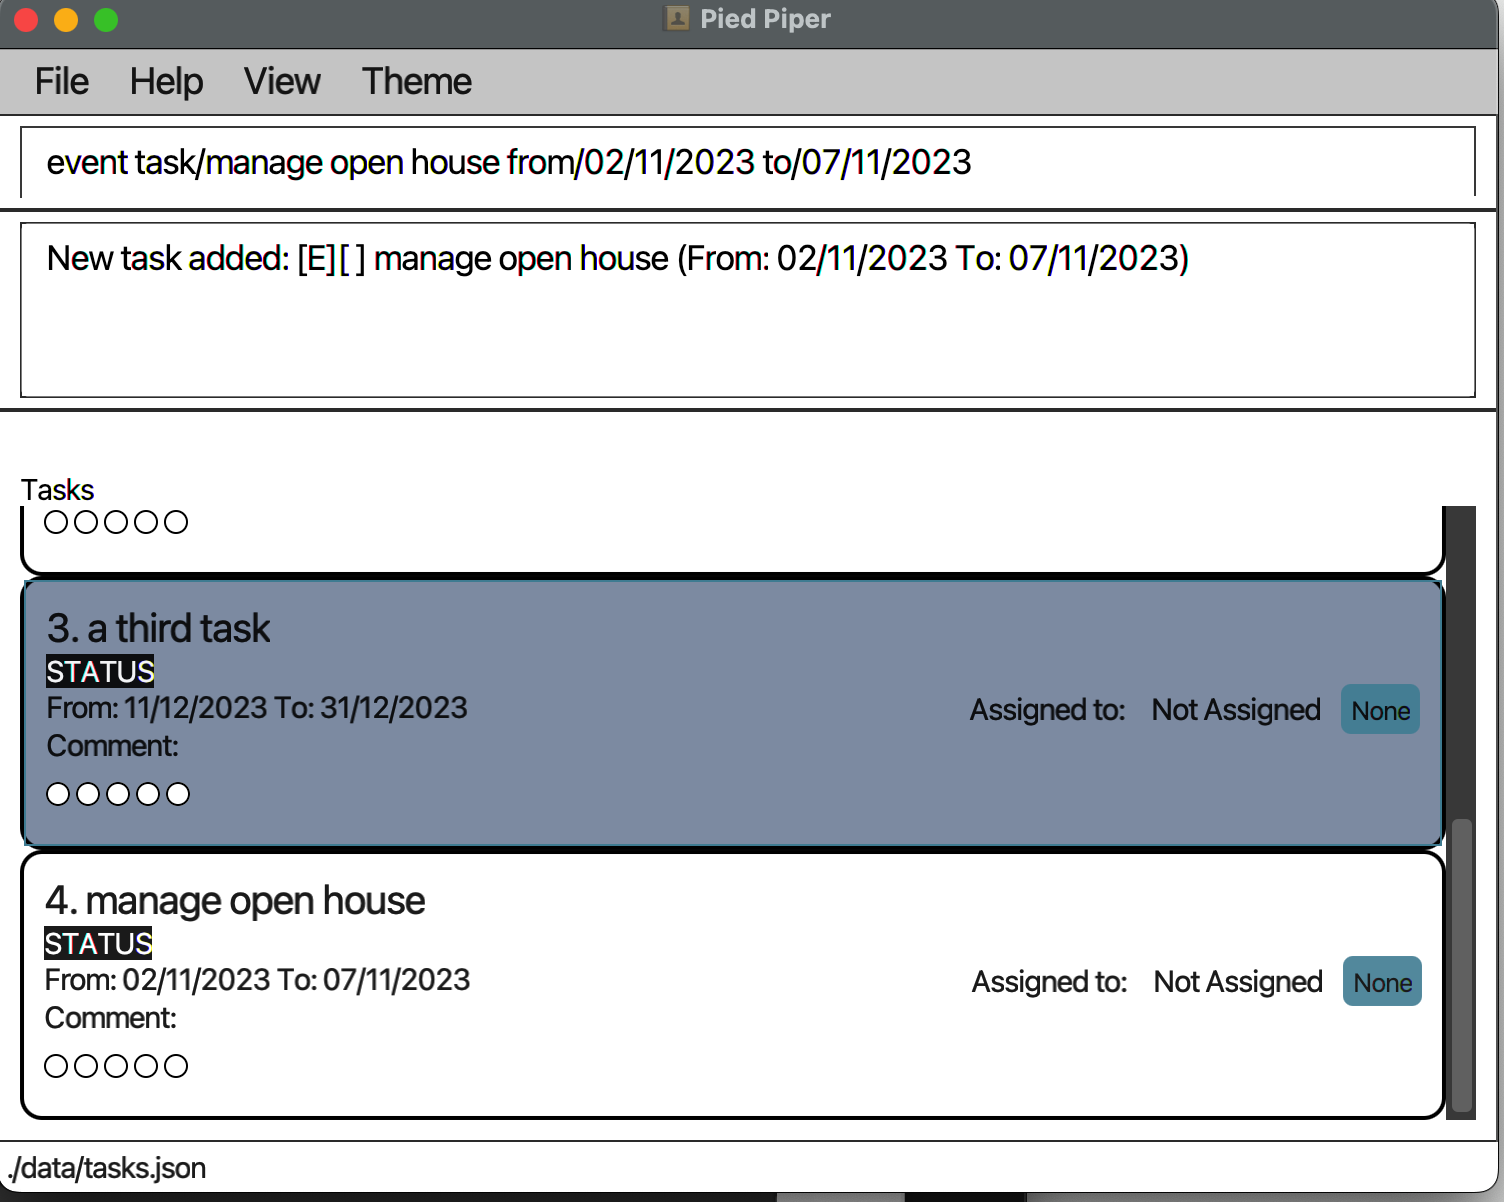 Pied Piper
File Help View Theme
event task/manage open house from/02/11/2023 to/07/11/2023
New task added: [E][ ] manage open house (From: 02/11/2023 To: 07/11/2023)
Tasks
3. a third task
STATUS
From: 11/12/2023 To: 31/12/2023
Assigned to: Not Assigned None
Comment:
4. manage open house
STATUS
From: 02/11/2023 To: 07/11/2023
Assigned to: Not Assigned None
Comment:
./data/tasks.json